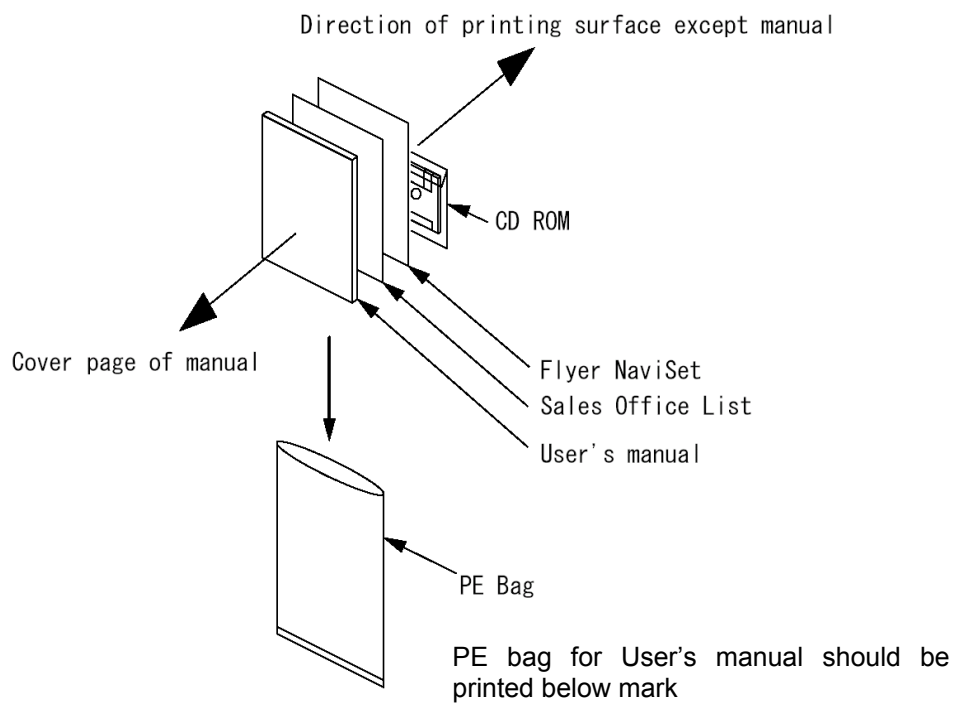 Direction of printing surface except manual
CD ROM
Cover page of manual
Flyer NaviSet
Sales Office List
User's manual
PE Bag
PE bag for User’s manual should be
printed below mark